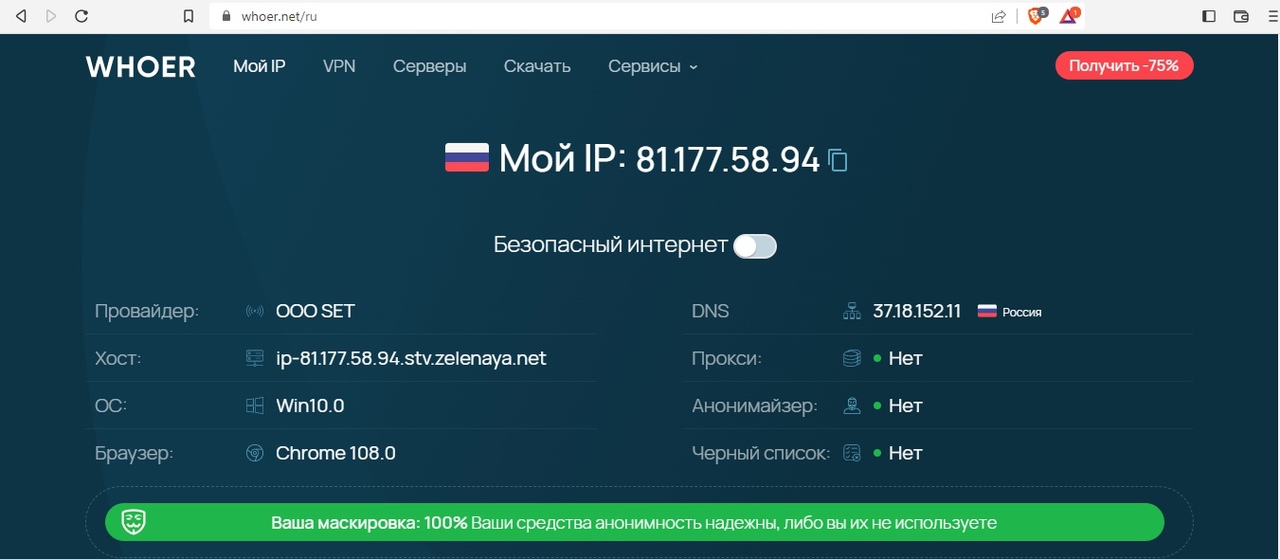 whoer.net/ru
5
1
WHOER Мой IP VPN Серверы Скачать Сервисы Получить -75%
Мой IP: 81.177.58.94
Безопасный интернет
Провайдер: OOO SET
DNS 37.18.152.11 Россия
Хост: ip-81.177.58.94.stv.zelenaya.net
Прокси: Нет
ОС: Win10.0
Анонимайзер: Нет
Браузер: Chrome 108.0
Черный список: Нет
Ваша маскировка: 100% Ваши средства анонимность надежны, либо вы их не используете